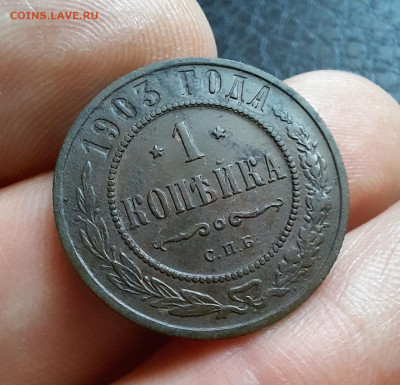 COINS.LAVE.RU
1903 ГОДА
* 1 *
КОПѢЙКА
С.П.Б.